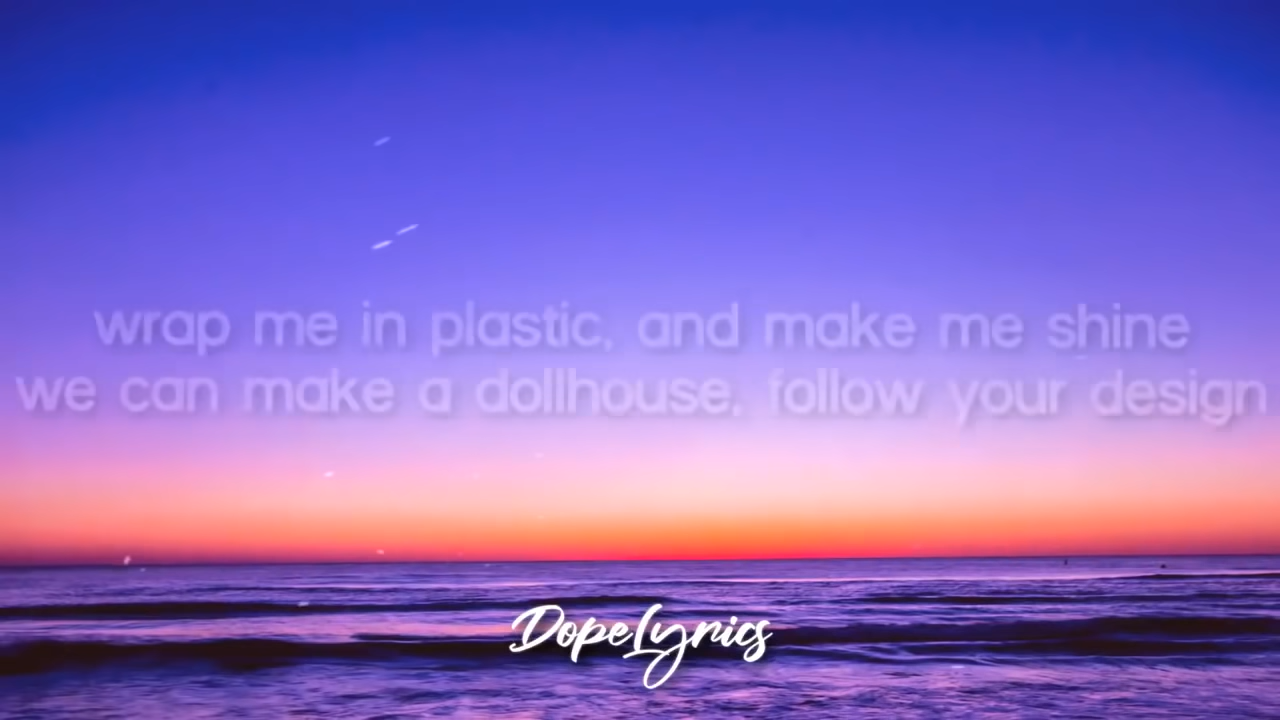 wrap me in plastic, and make me shine
we can make a dollhouse, follow your design
DopeLyrics